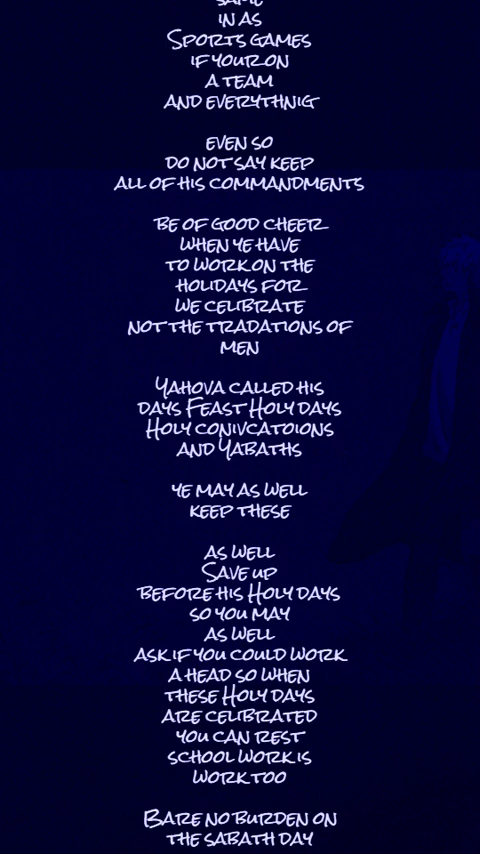 SAME
IN AS
SPORTS GAMES
IF YOUR ON
A TEAM
AND EVERYTHNIG
EVEN SO
DO NOT SAY KEEP
ALL OF HIS COMMANDMENTS
BE OF GOOD CHEER
WHEN YE HAVE
TO WORK ON THE
HOLIDAYS FOR
WE CELIBRATE
NOT THE TRADATIONS OF
MEN
YAHOVA CALLED HIS
DAYS FEAST HOLY DAYS
HOLY CONIVCATOIONS
AND YABATHS
YE MAY AS WELL
KEEP THESE
AS WELL
SAVE UP
BEFORE HIS HOLY DAYS
SO YOU MAY
AS WELL
ASK IF YOU COULD WORK
A HEAD SO WHEN
THESE HOLY DAYS
ARE CELIBRATED
YOU CAN REST
SCHOOL WORK IS
WORK TOO
BARE NO BURDEN ON
THE SABATH DAY